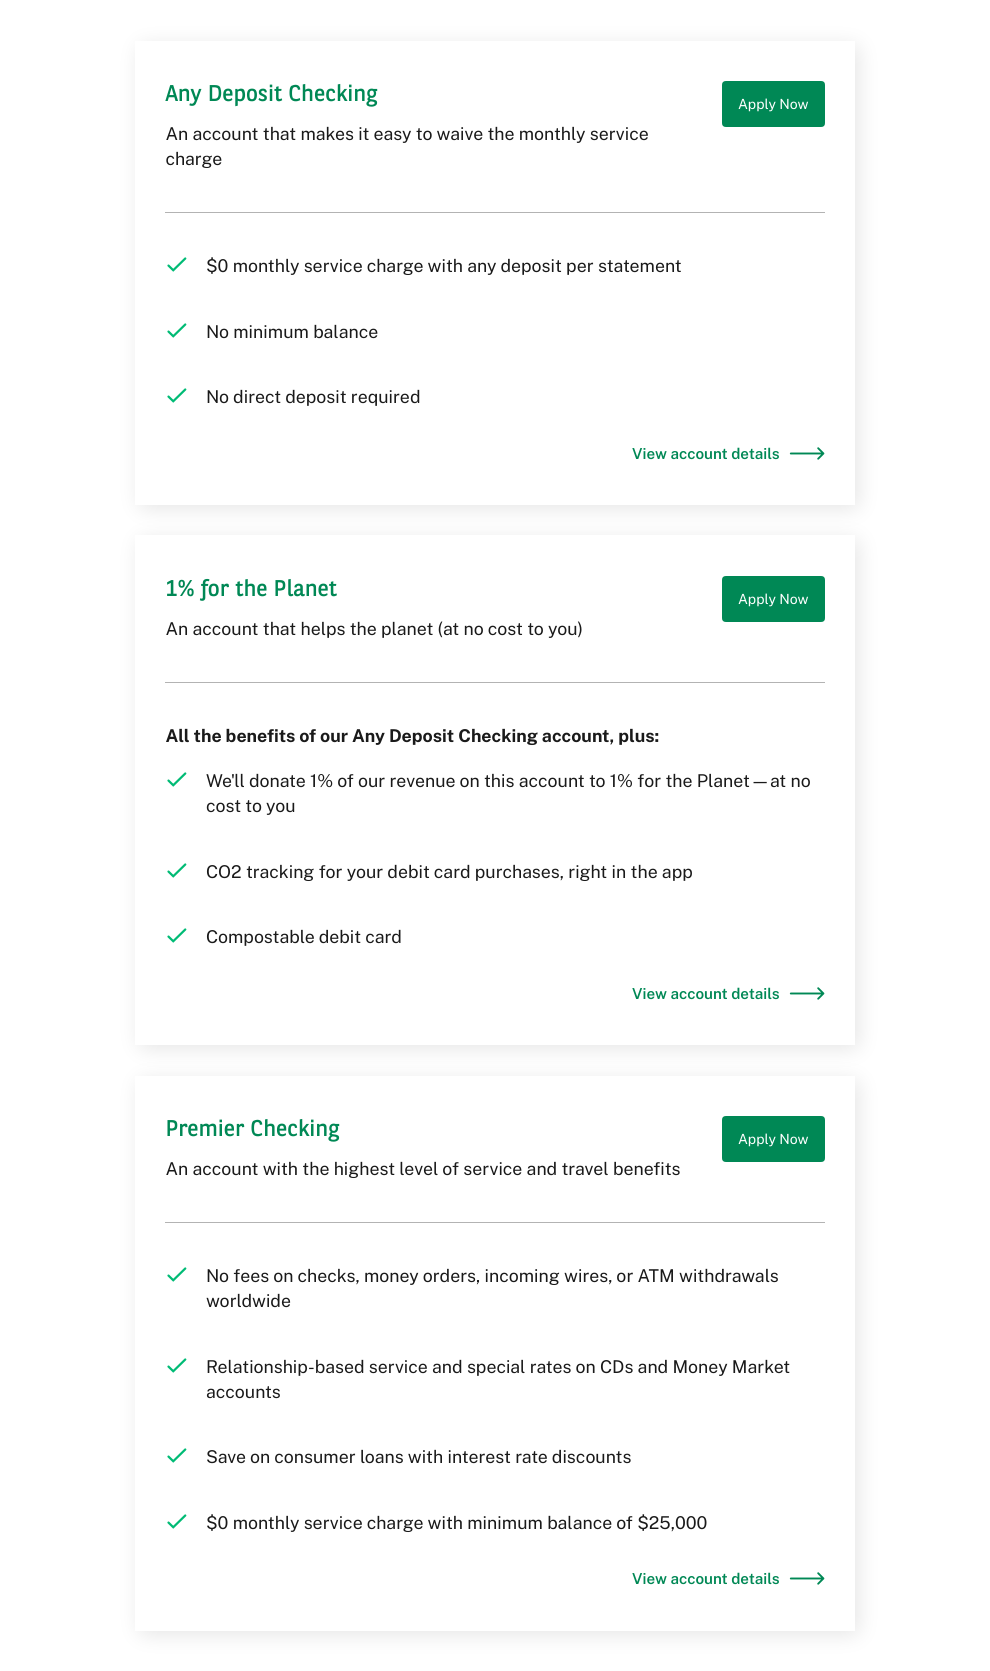 Any Deposit Checking
Apply Now
An account that makes it easy to waive the monthly service
charge
$0 monthly service charge with any deposit per statement
No minimum balance
No direct deposit required
View account details
1% for the Planet
Apply Now
An account that helps the planet (at no cost to you)
All the benefits of our Any Deposit Checking account, plus:
We'll donate 1% of our revenue on this account to 1% for the Planet—at no
cost to you
CO2 tracking for your debit card purchases, right in the app
Compostable debit card
View account details
Premier Checking
Apply Now
An account with the highest level of service and travel benefits
No fees on checks, money orders, incoming wires, or ATM withdrawals
worldwide
Relationship-based service and special rates on CDs and Money Market
accounts
Save on consumer loans with interest rate discounts
$0 monthly service charge with minimum balance of $25,000
View account details